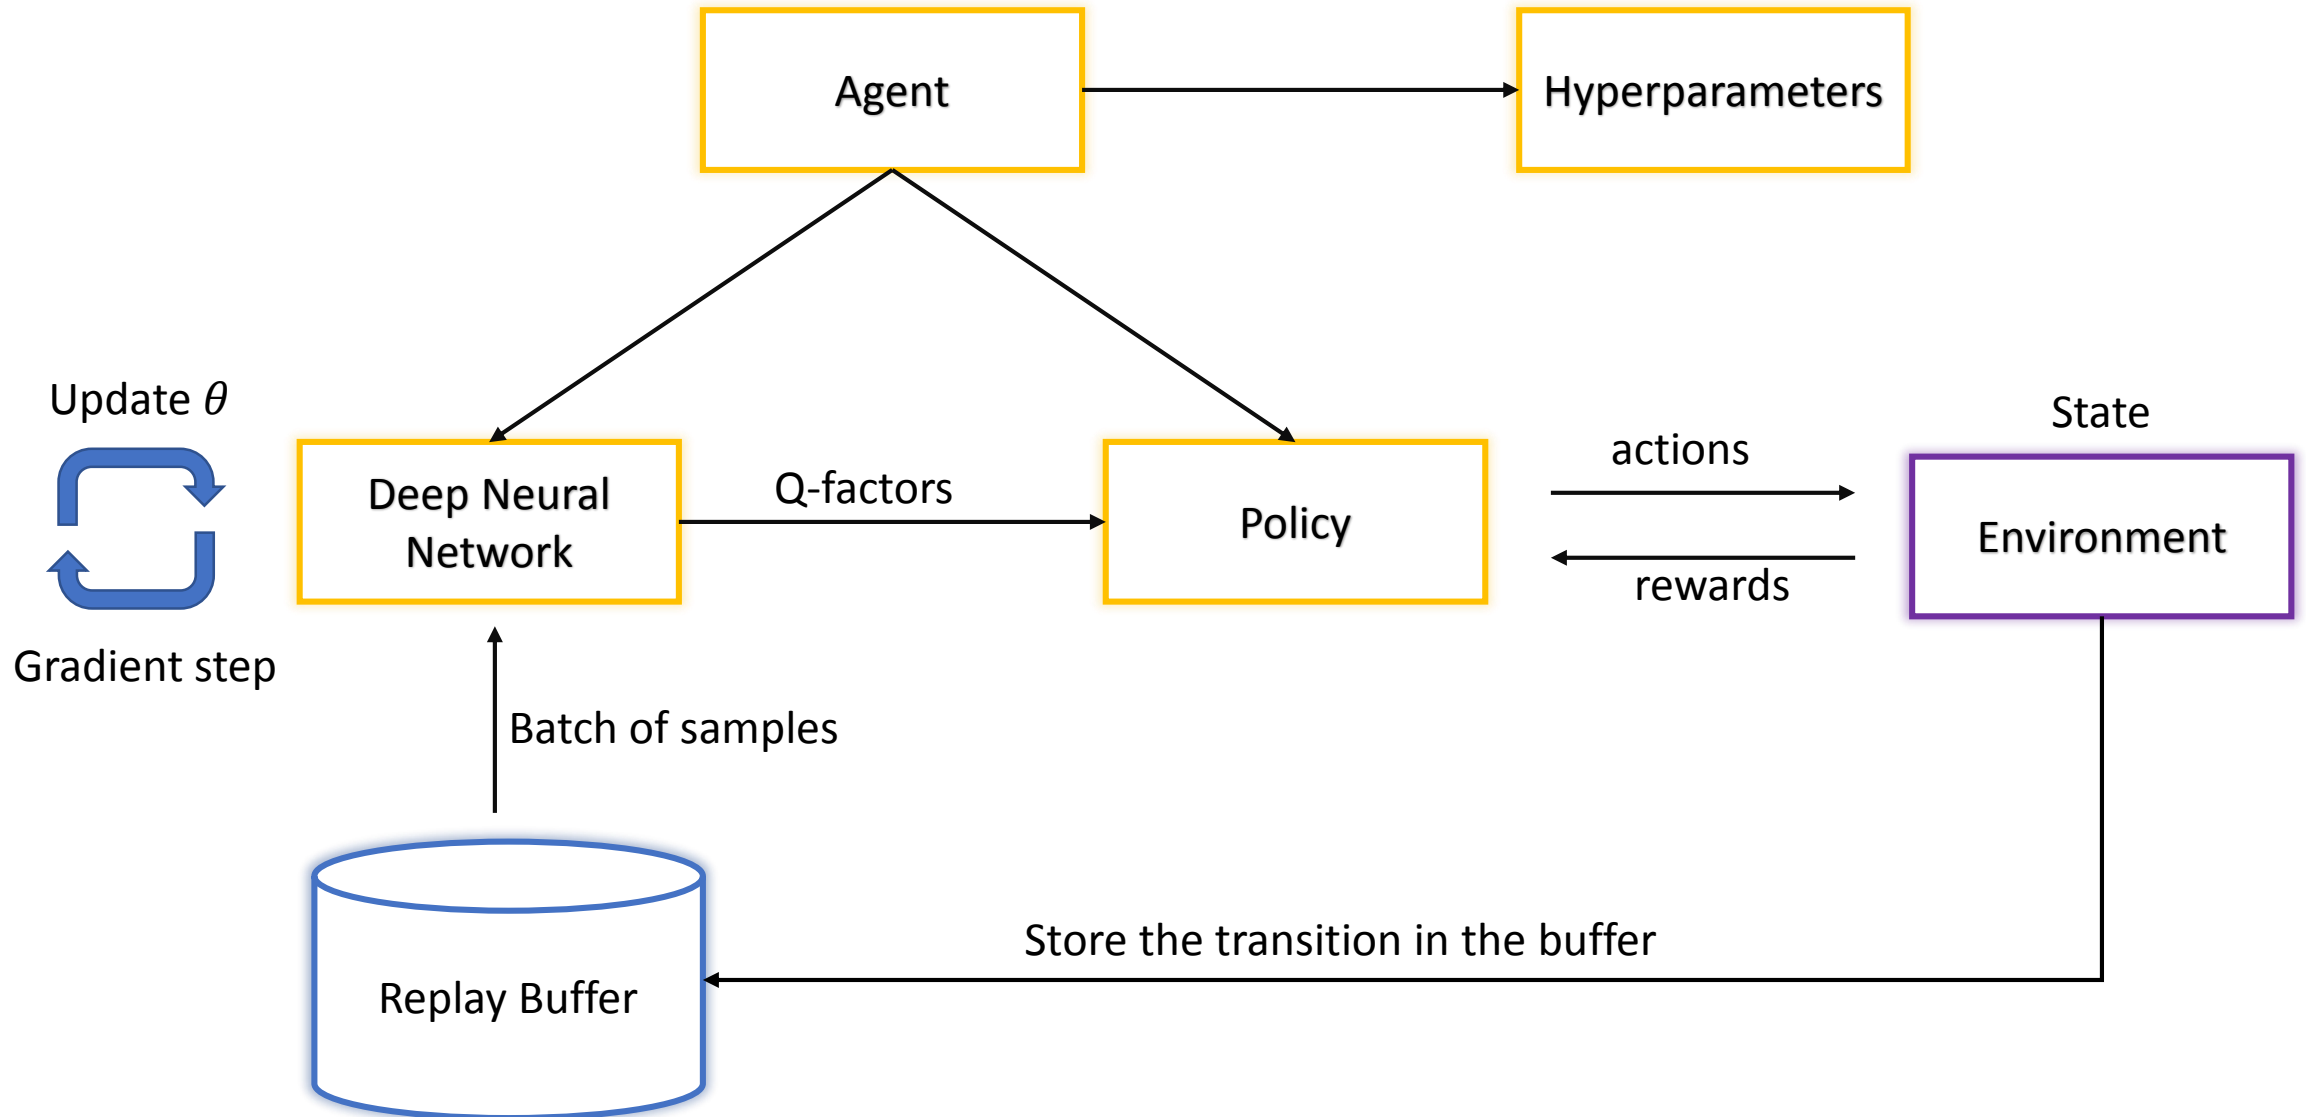 Agent
Hyperparameters
Update θ
State
actions
Deep Neural
Network
Q-factors
Policy
Environment
rewards
Gradient step
Batch of samples
Store the transition in the buffer
Replay Buffer